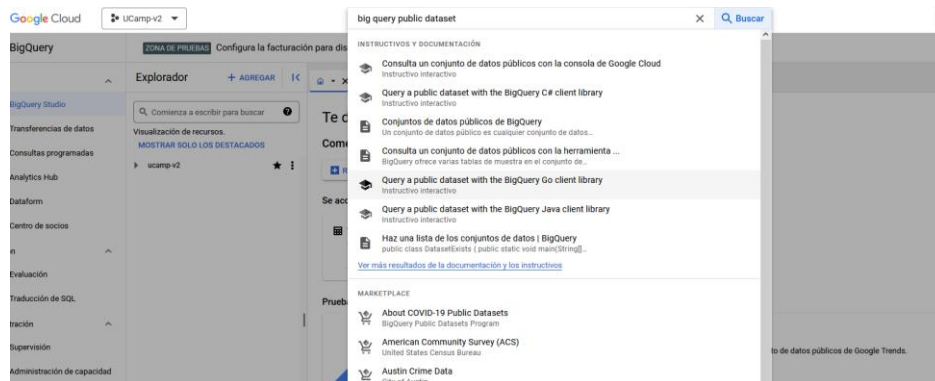 Google Cloud
UCamp-v2
big query public dataset
Buscar
BigQuery
ZONA DE PRUEBAS Configura la facturación para dis
Explorador
+ AGREGAR
Comienza a escribir para buscar
Visualización de recursos.
MOSTRAR SOLO LOS DESTACADOS
ucamp-v2
BigQuery Studio
Transferencias de datos
Consultas programadas
Analytics Hub
Dataform
Centro de socios
Evaluación
Traducción de SQL
tración
Supervisión
Administración de capacidad
Te d
Come
Se acc
Prueb
INSTRUCTIVOS Y DOCUMENTACIÓN
Consulta un conjunto de datos públicos con la consola de Google Cloud
Instructivo interactivo
Query a public dataset with the BigQuery C# client library
Instructivo interactivo
Conjuntos de datos públicos de BigQuery
Un conjunto de datos público es cualquier conjunto de datos…
Consulta un conjunto de datos públicos con la herramienta ...
BigQuery ofrece varias tablas de muestra en el conjunto de…
Query a public dataset with the BigQuery Go client library
Instructivo interactivo
Query a public dataset with the BigQuery Java client library
Instructivo interactivo
Haz una lista de los conjuntos de datos | BigQuery
public class DatasetExists { public static void main(String[]…
Ver más resultados de la documentación y los instructivos
MARKETPLACE
About COVID-19 Public Datasets
BigQuery Public Datasets Program
American Community Survey (ACS)
United States Census Bureau
Austin Crime Data
City of Austin
to de datos públicos de Google Trends.